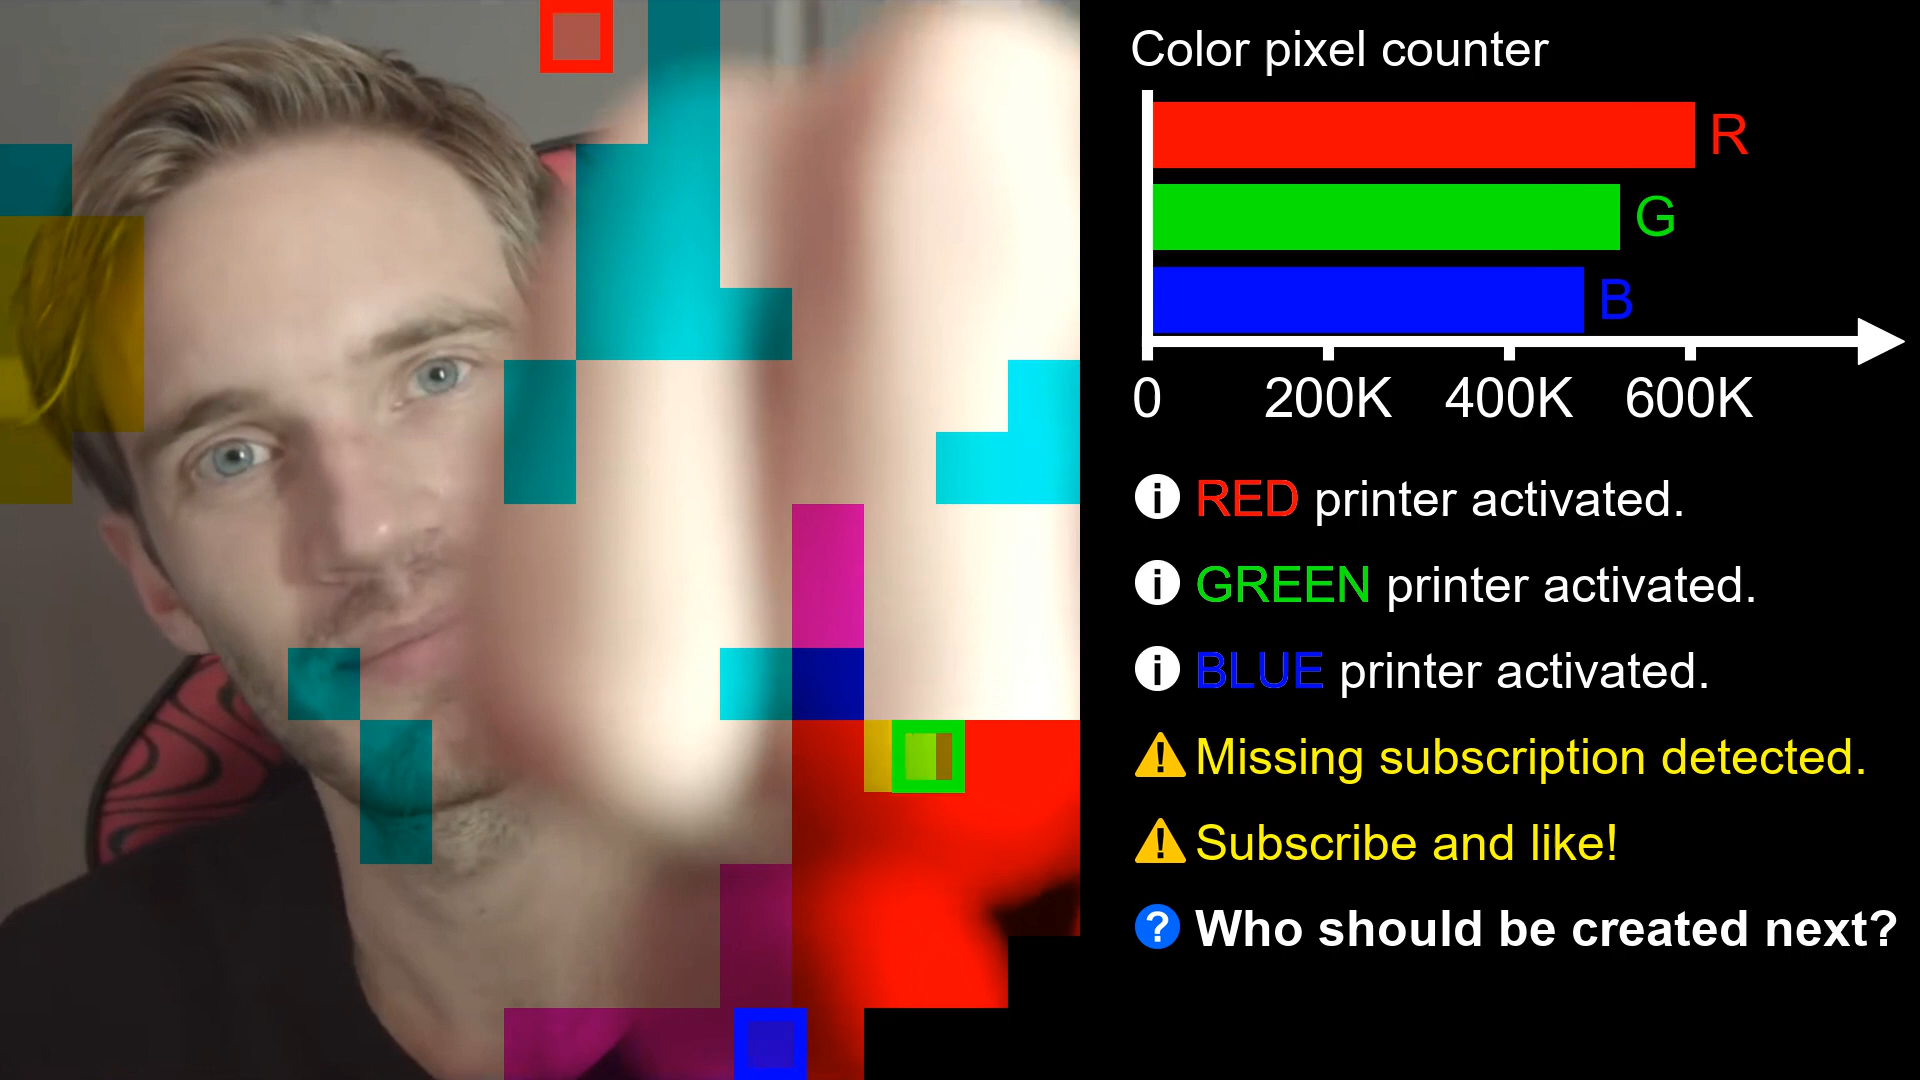 Color pixel counter
R
G
B
0 200K 400K 600K
i RED printer activated.
i GREEN printer activated.
i BLUE printer activated.
! Missing subscription detected.
! Subscribe and like!
? Who should be created next?